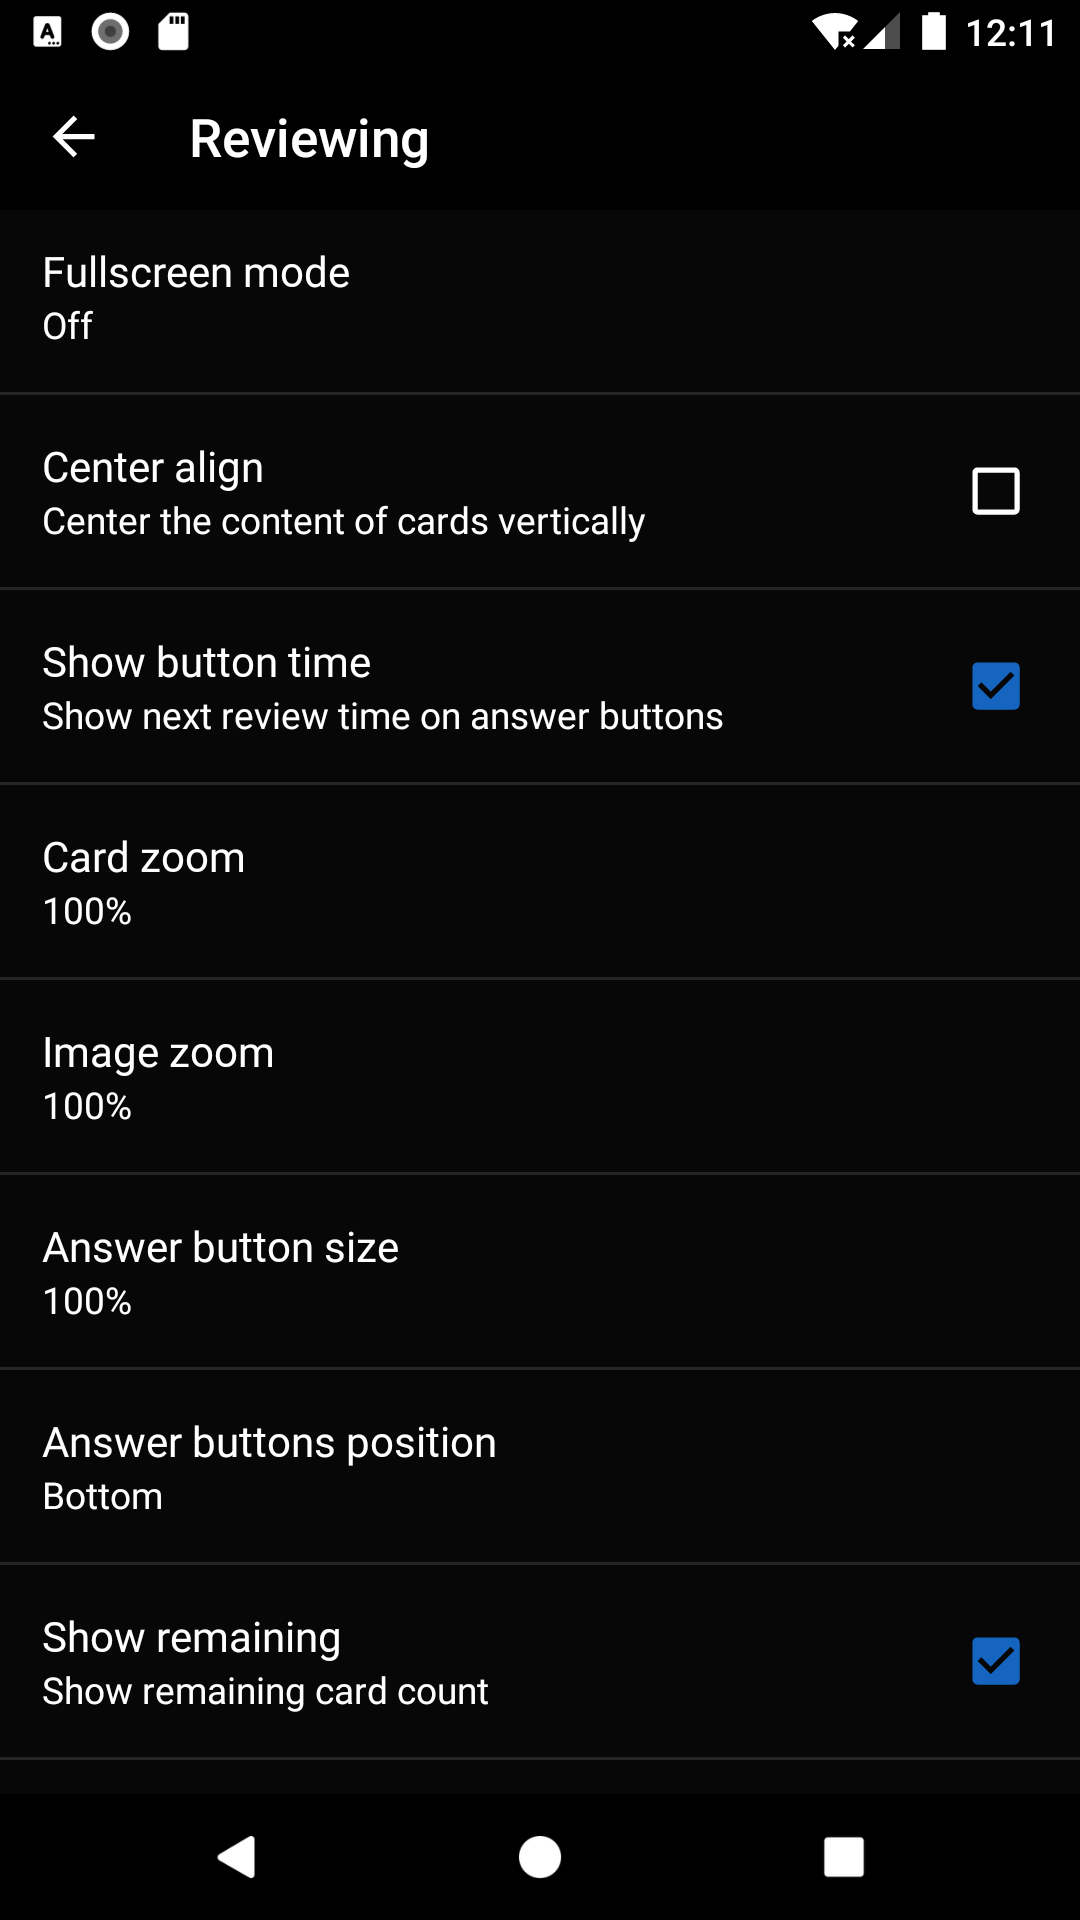 12:11
Reviewing
Fullscreen mode
Off
Center align
Center the content of cards vertically
Show button time
Show next review time on answer buttons
Card zoom
100%
Image zoom
100%
Answer button size
100%
Answer buttons position
Bottom
Show remaining
Show remaining card count